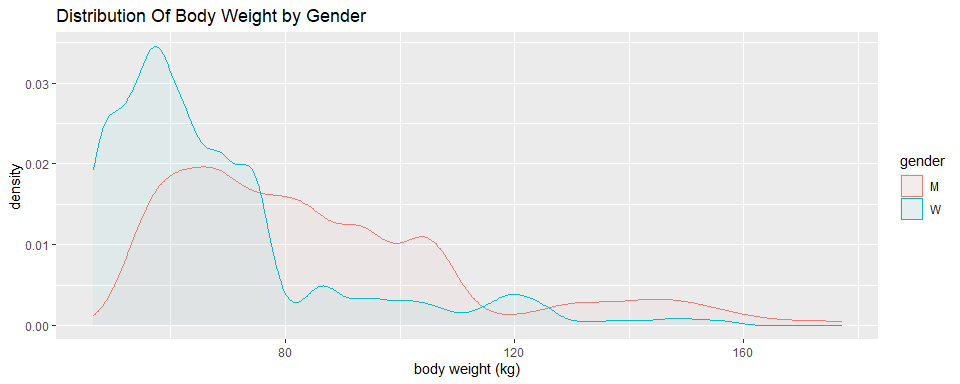 Distribution Of Body Weight by Gender
density
0.03
0.02
0.01
0.00
80
120
160
body weight (kg)
gender
M
W